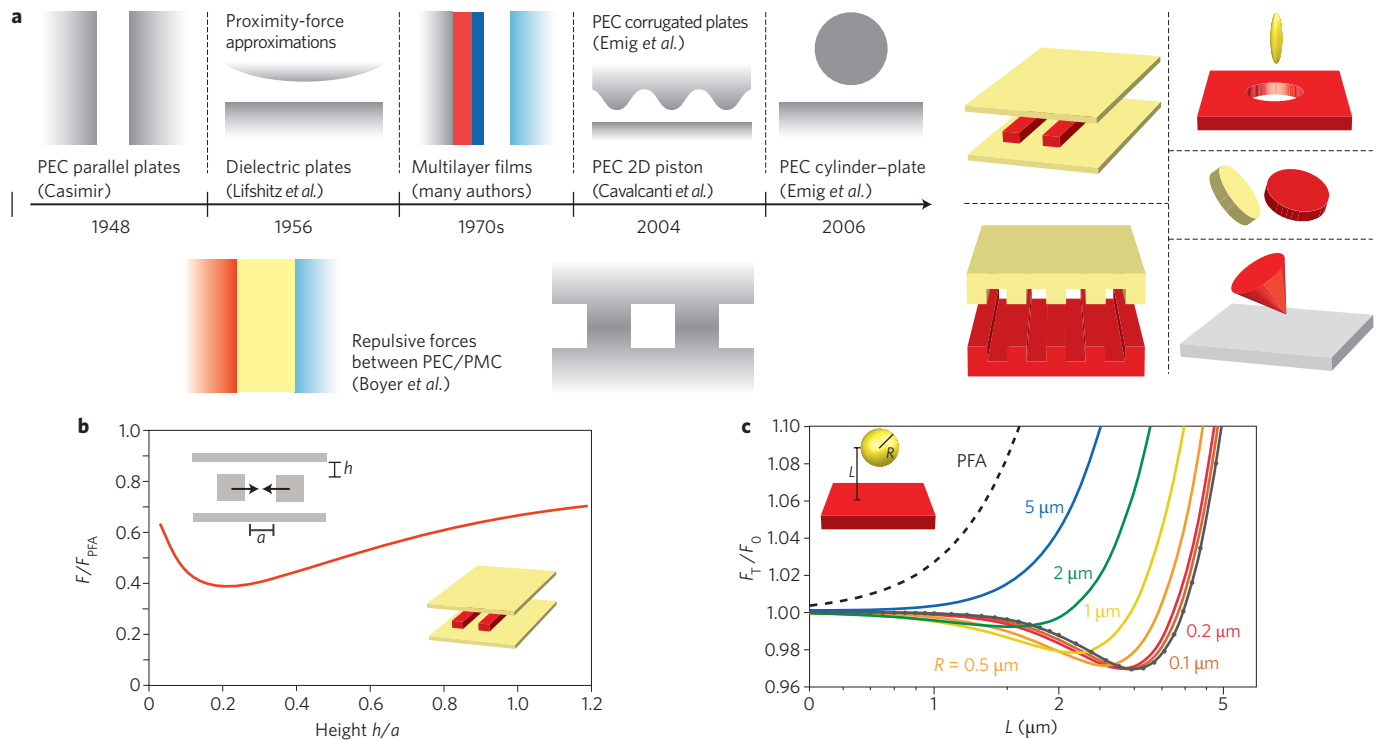 a
Proximity-force
approximations
PEC corrugated plates
(Emig et al.)
PEC parallel plates
(Casimir)
Dielectric plates
(Lifshitz et al.)
Multilayer films
(many authors)
PEC 2D piston
(Cavalcanti et al.)
PEC cylinder–plate
(Emig et al.)
1948
1956
1970s
2004
2006
Repulsive forces
between PEC/PMC
(Boyer et al.)
b
1.0
0.8
0.6
0.4
0.2
0
F/F_PFA
h
a
0
0.2
0.4
0.6
0.8
1.0
1.2
Height h/a
c
1.10
1.08
1.06
1.04
1.02
1.00
0.98
0.96
F_T/F_0
R
L
PFA
5 µm
2 µm
1 µm
0.2 µm
0.1 µm
R = 0.5 µm
0
1
2
5
L (µm)